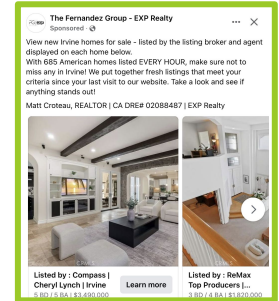 The Fernandez Group - EXP Realty
Sponsored ·
View new Irvine homes for sale - listed by the listing broker and agent
displayed on each home below.
With 685 American homes listed EVERY HOUR, make sure not to
miss any in Irvine! We put together fresh listings that meet your
criteria since your last visit to our website. Take a look and see if
anything stands out!
Matt Croteau, REALTOR | CA DRE# 02088487 | EXP Realty
Listed by : Compass |
Cheryl Lynch | Irvine
5 BD / 5 BA | $3,490,000
Learn more
Listed by : ReMax
Top Producers |...
3 BD / 4 BA | $1,820,000